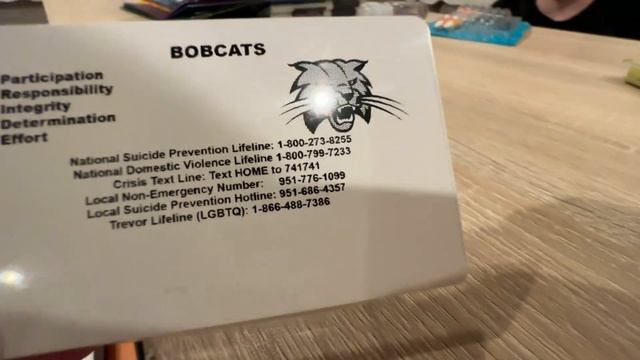 BOBCATS
Participation
Responsibility
Integrity
Determination
Effort
National Suicide Prevention Lifeline: 1-800-273-8255
National Domestic Violence Lifeline 1-800-799-7233
Crisis Text Line: Text HOME to 741741
Local Non-Emergency Number: 951-776-1099
Local Suicide Prevention Hotline: 951-686-4357
Trevor Lifeline (LGBTQ): 1-866-488-7386